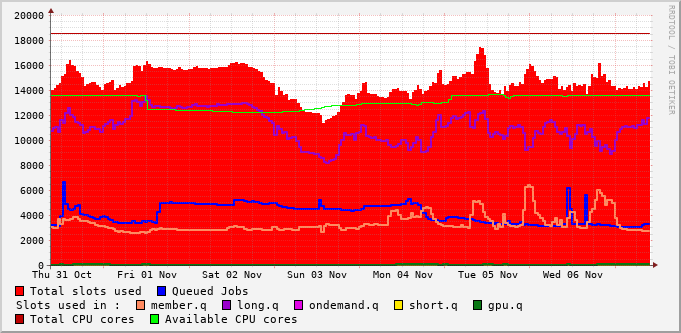 20000
18000
16000
14000
12000
10000
8000
6000
4000
2000
0
Thu 31 Oct Fri 01 Nov Sat 02 Nov Sun 03 Nov Mon 04 Nov Tue 05 Nov Wed 06 Nov
Total slots used Queued Jobs
Slots used in : member.q long.q ondemand.q short.q gpu.q
Total CPU cores Available CPU cores
RRDTOOL / TOBI OETIKER